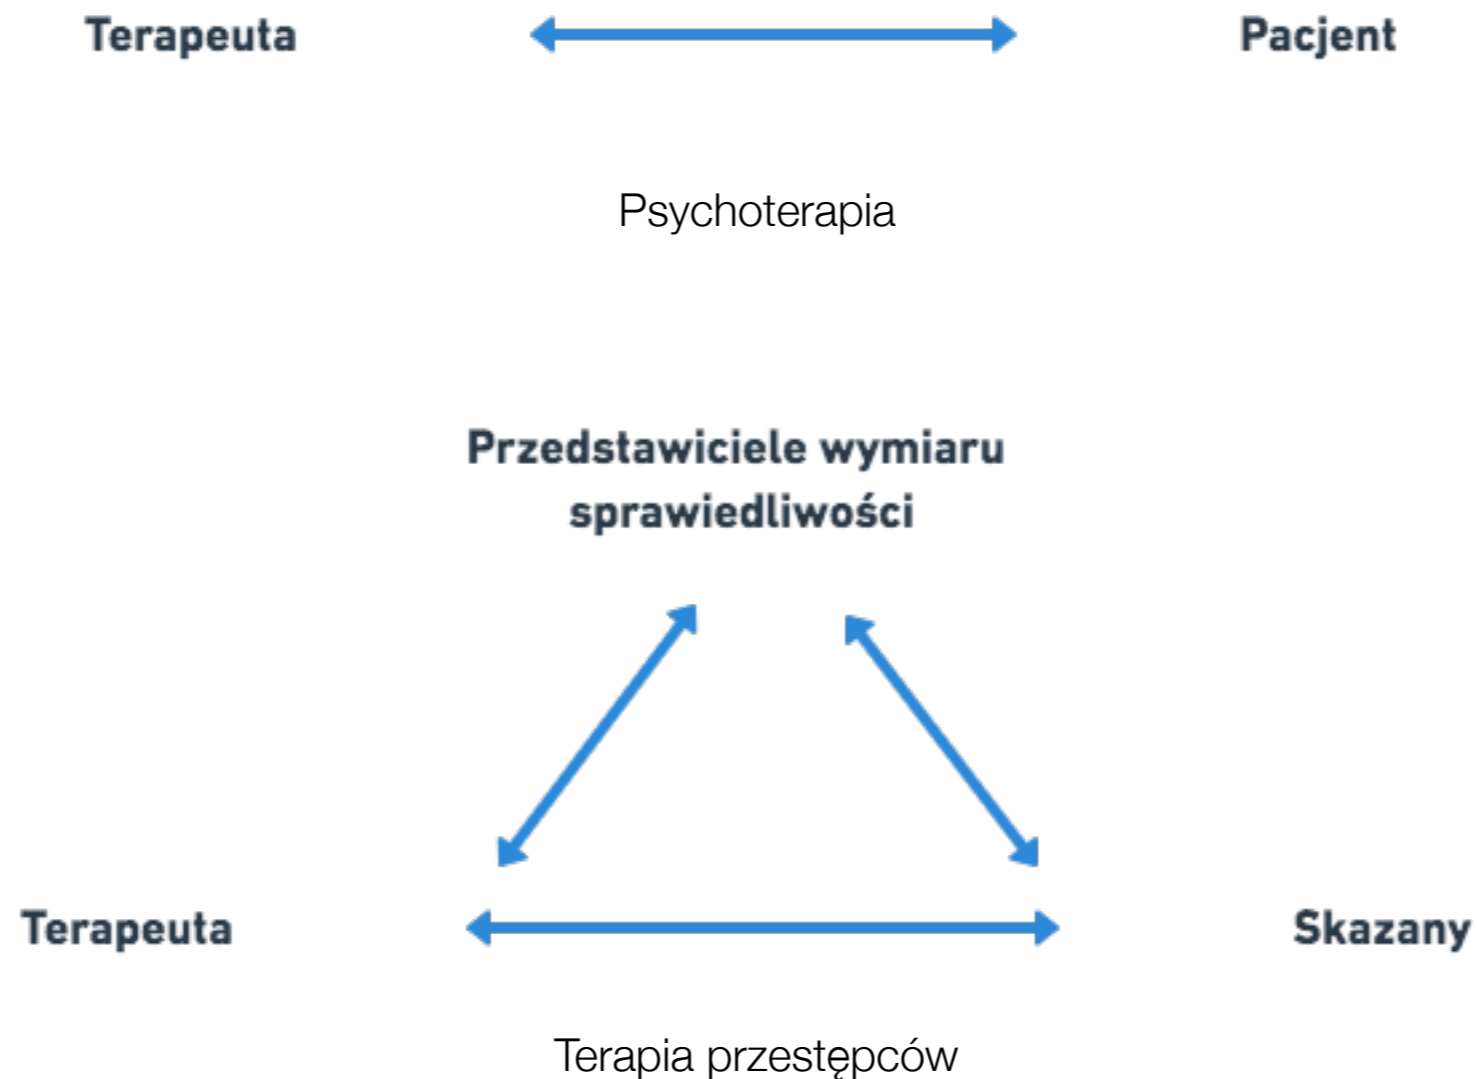 Terapeuta
Pacjent
Psychoterapia
Przedstawiciele wymiaru
sprawiedliwości
Terapeuta
Skazany
Terapia przestępców